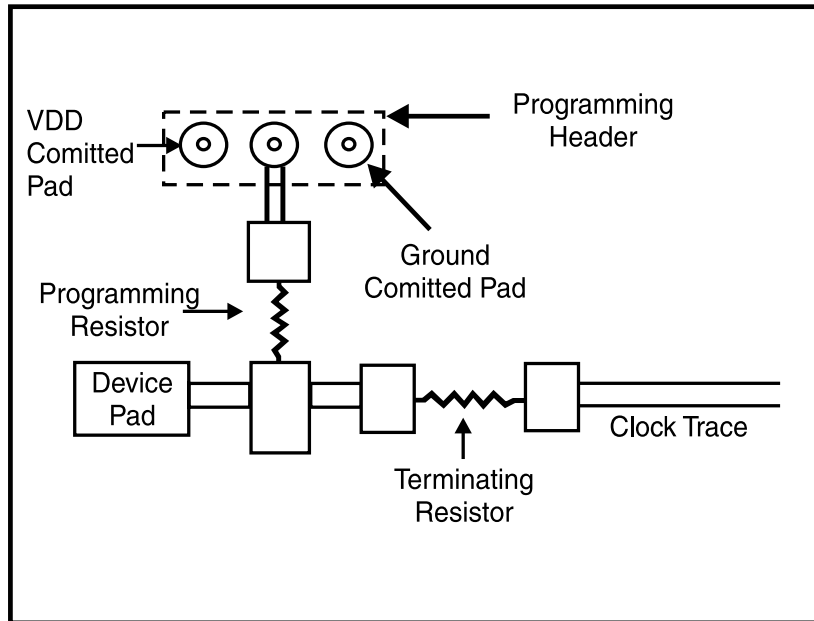 VDD
Comitted
Pad
Programming
Header
Ground
Comitted Pad
Programming
Resistor
Device
Pad
Clock Trace
Terminating
Resistor